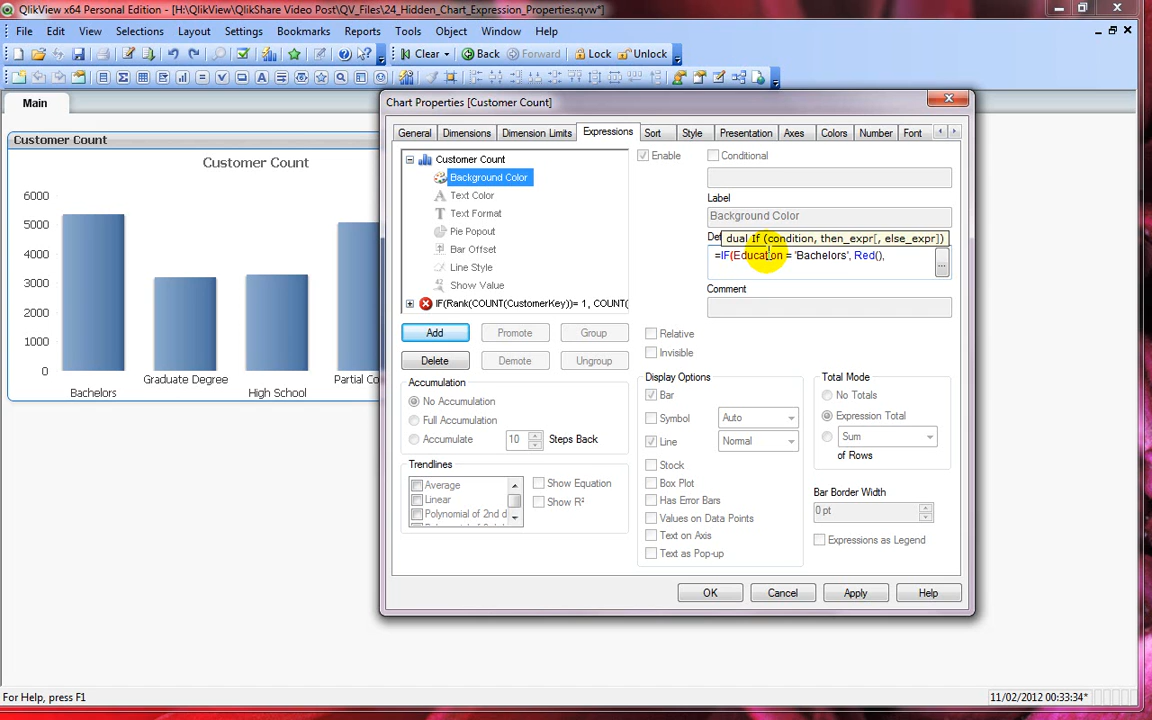 QlikView x64 Personal Edition - [H:\QlikView\QlikShare Video Post\QV_Files\24_Hidden_Chart_Expression_Properties.qvw*]
File Edit View Selections Layout Settings Bookmarks Reports Tools Object Window Help
Clear Back Forward Lock Unlock
Main
Customer Count
Customer Count
6000
5000
4000
3000
2000
1000
0
Bachelors Graduate Degree High School Partial Co
Chart Properties [Customer Count]
General Dimensions Dimension Limits Expressions Sort Style Presentation Axes Colors Number Font
Customer Count
Background Color
Text Color
Text Format
Pie Popout
Bar Offset
Line Style
Show Value
IF(Rank(COUNT(CustomerKey))= 1, COUNT(
Add Promote Group
Delete Demote Ungroup
Accumulation
No Accumulation
Full Accumulation
Accumulate 10 Steps Back
Trendlines
Average
Linear
Polynomial of 2nd d
Show Equation
Show R²
Enable Conditional
Label
Background Color
dual If (condition, then_expr[, else_expr])
=IF(Education = 'Bachelors', Red(),
...
Comment
Relative
Invisible
Display Options
Bar
Symbol Auto
Line Normal
Stock
Box Plot
Has Error Bars
Values on Data Points
Text on Axis
Text as Pop-up
Total Mode
No Totals
Expression Total
Sum
of Rows
Bar Border Width
0 pt
Expressions as Legend
OK Cancel Apply Help
For Help, press F1
11/02/2012 00:33:34*